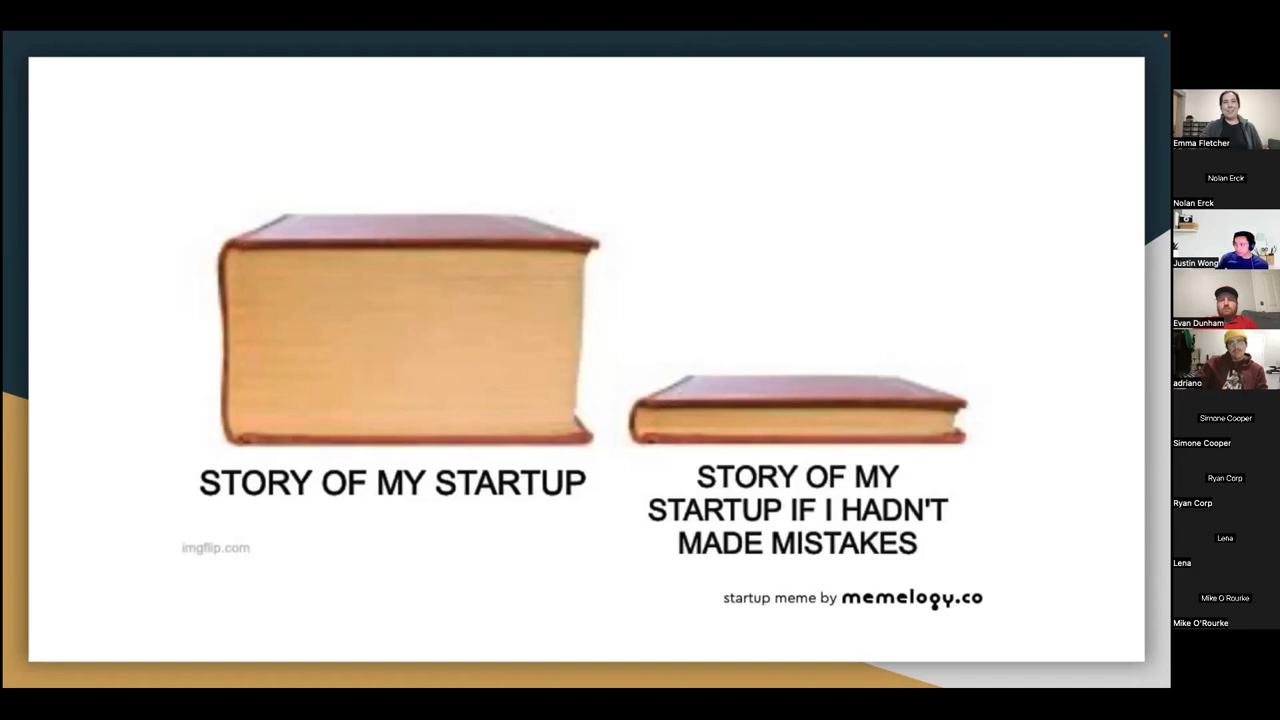 STORY OF MY STARTUP
STORY OF MY
STARTUP IF I HADN'T
MADE MISTAKES
imgflip.com
startup meme by memelogy.co
Emma Fletcher
Nolan Erck
Nolan Erck
Justin Wong
Evan Dunham
adriano
Simone Cooper
Simone Cooper
Ryan Corp
Ryan Corp
Lena
Lena
Mike O'Rourke
Mike O'Rourke